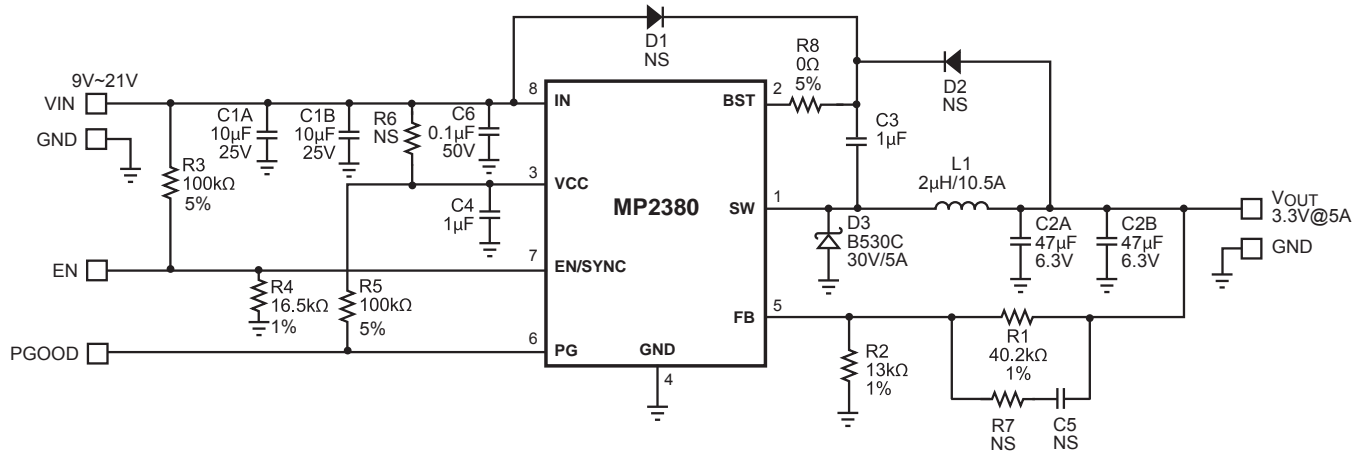 D1
NS
R8
0Ω
5%
D2
NS
9V~21V
VIN
GND
C1A
10µF
25V
C1B
10µF
25V
R6
NS
C6
0.1µF
50V
8
IN
BST
2
C3
1µF
R3
100kΩ
5%
3
VCC
C4
1µF
MP2380
SW
1
L1
2µH/10.5A
D3
B530C
30V/5A
C2A
47µF
6.3V
C2B
47µF
6.3V
VOUT
3.3V@5A
GND
EN
7
EN/SYNC
R4
16.5kΩ
1%
R5
100kΩ
5%
FB
5
PGOOD
6
PG
GND
4
R2
13kΩ
1%
R1
40.2kΩ
1%
R7
NS
C5
NS